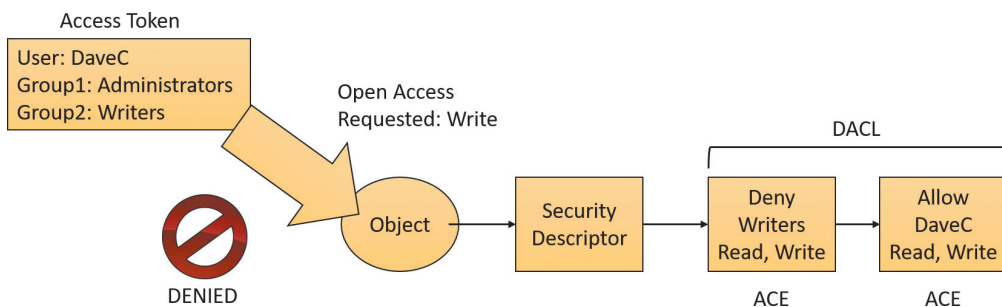 Access Token
User: DaveC
Group1: Administrators
Group2: Writers
Open Access
Requested: Write
DENIED
Object
Security
Descriptor
DACL
Deny
Writers
Read, Write
ACE
Allow
DaveC
Read, Write
ACE